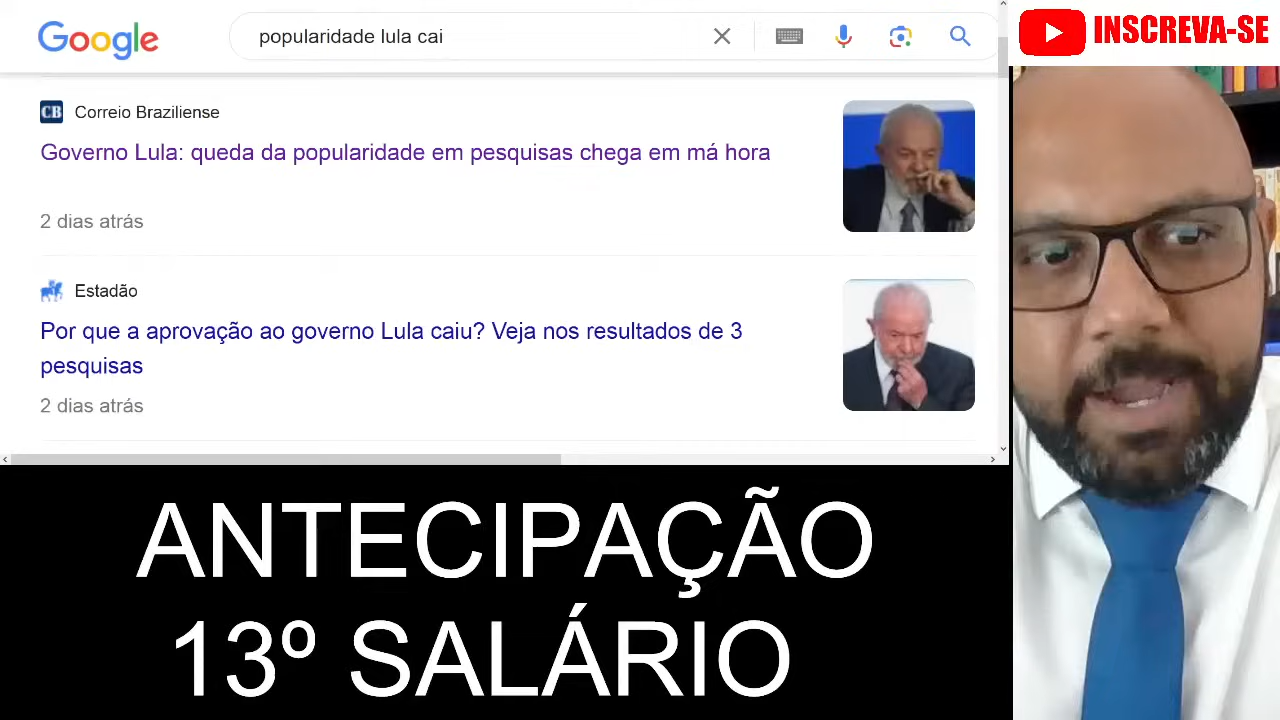 Google
popularidade lula cai
INSCREVA-SE
CB Correio Braziliense
Governo Lula: queda da popularidade em pesquisas chega em má hora
2 dias atrás
Estadão
Por que a aprovação ao governo Lula caiu? Veja nos resultados de 3
pesquisas
2 dias atrás
ANTECIPAÇÃO
13º SALÁRIO